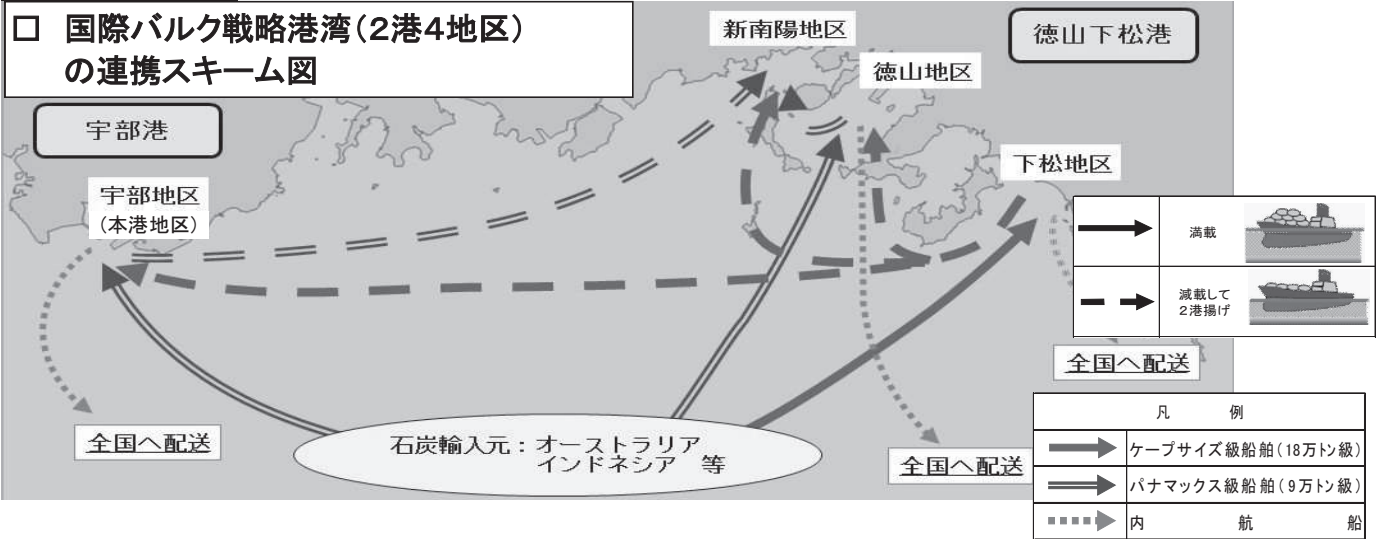 □ 国際バルク戦略港湾(2港4地区)
の連携スキーム図
新南陽地区
徳山下松港
徳山地区
宇部港
下松地区
宇部地区
(本港地区)
満載
減載して
2港揚げ
全国へ配送
全国へ配送
全国へ配送
石炭輸入元：オーストラリア
インドネシア 等
凡 例
ケープサイズ級船舶(18万トン級)
パナマックス級船舶(9万トン級)
内 航 船